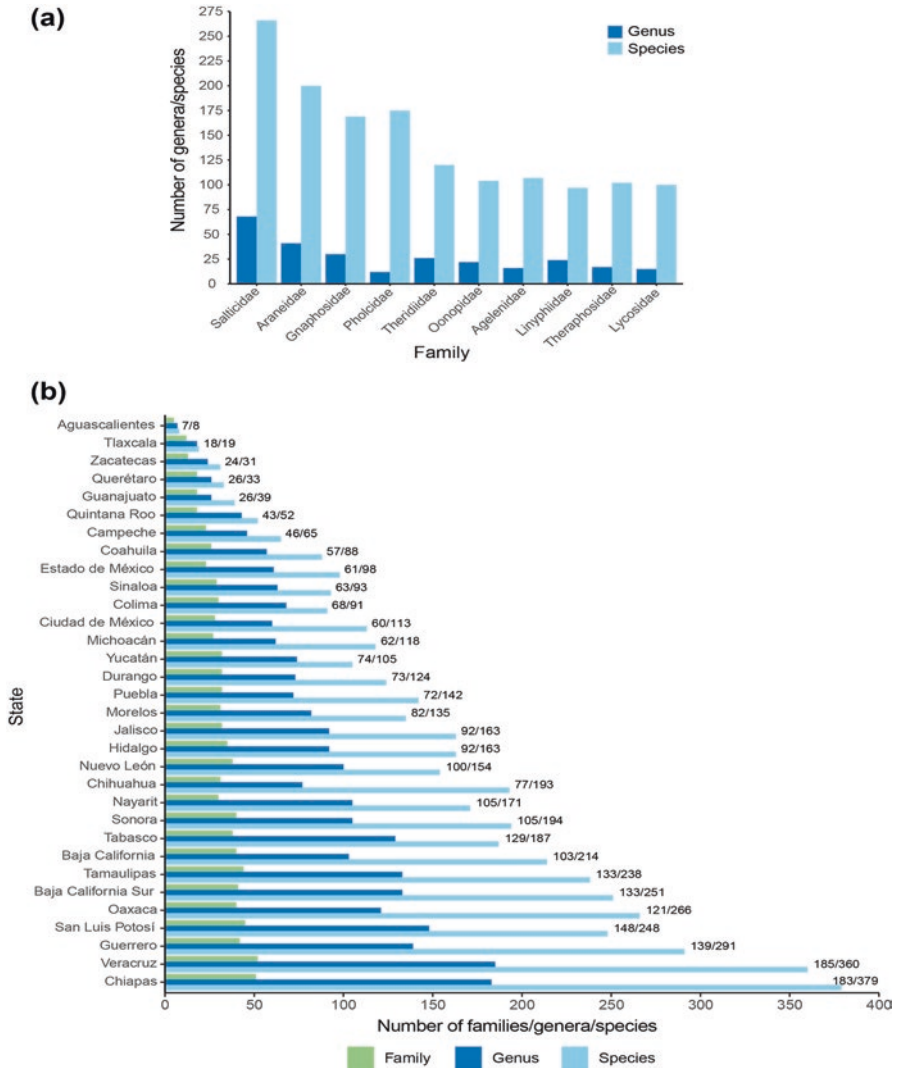 (a)
275
250
225
200
175
150
125
100
75
50
25
0
Number of genera/species
Genus
Species
Salticidae
Araneidae
Gnaphosidae
Pholcidae
Theridiidae
Oonopidae
Agelenidae
Linyphiidae
Theraphosidae
Lycosidae
Family
(b)
State
Aguascalientes 7/8
Tlaxcala 18/19
Zacatecas 24/31
Querétaro 26/33
Guanajuato 26/39
Quintana Roo 43/52
Campeche 46/65
Coahuila 57/88
Estado de México 61/98
Sinaloa 63/93
Colima 68/91
Ciudad de México 60/113
Michoacán 62/118
Yucatán 74/105
Durango 73/124
Puebla 72/142
Morelos 82/135
Jalisco 92/163
Hidalgo 92/163
Nuevo León 100/154
Chihuahua 77/193
Nayarit 105/171
Sonora 105/194
Tabasco 129/187
Baja California 103/214
Tamaulipas 133/238
Baja California Sur 133/251
Oaxaca 121/266
San Luis Potosí 148/248
Guerrero 139/291
Veracruz 185/360
Chiapas 183/379
0 50 100 150 200 250 300 350 400
Number of families/genera/species
Family Genus Species